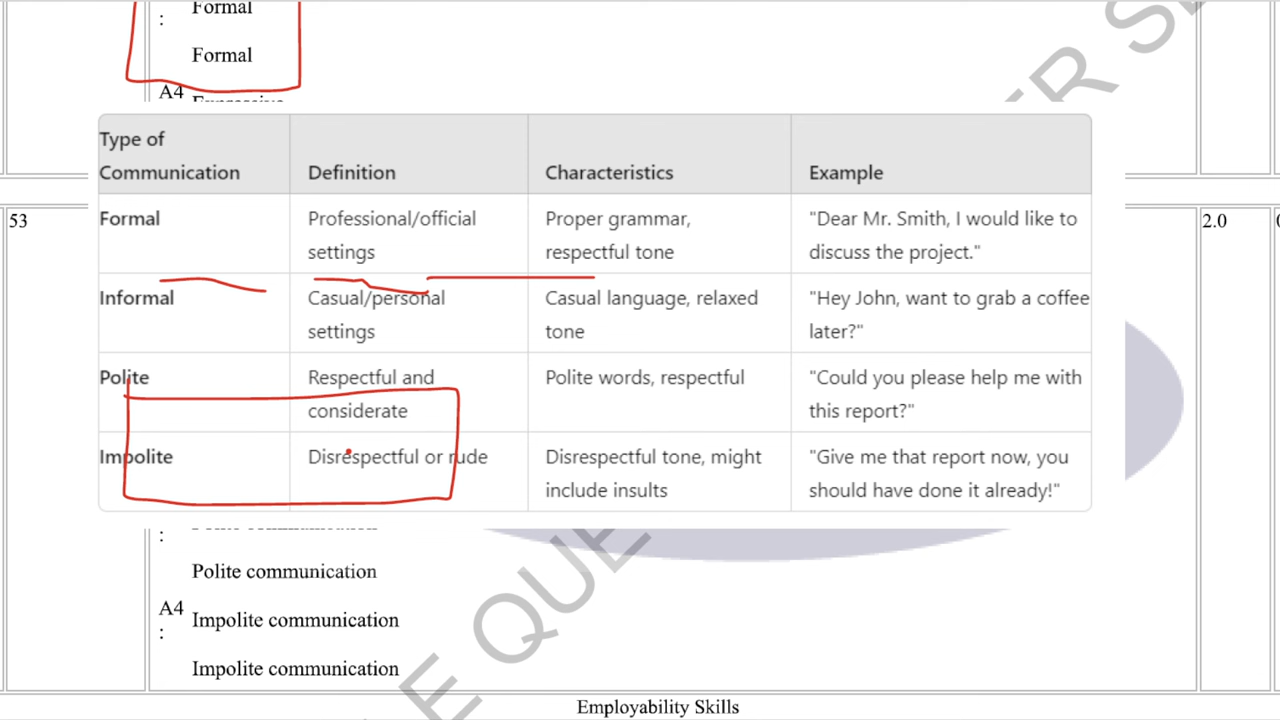 Formal
:
Formal
A4
Type of
Communication Definition Characteristics Example
53
2.0
Formal Professional/official Proper grammar, "Dear Mr. Smith, I would like to
settings respectful tone discuss the project."
Informal Casual/personal Casual language, relaxed "Hey John, want to grab a coffee
settings tone later?"
Polite Respectful and Polite words, respectful "Could you please help me with
considerate this report?"
Impolite Disrespectful or rude Disrespectful tone, might "Give me that report now, you
settings include insults should have done it already!"
:
Polite communication
A4
: Impolite communication
Impolite communication
Employability Skills